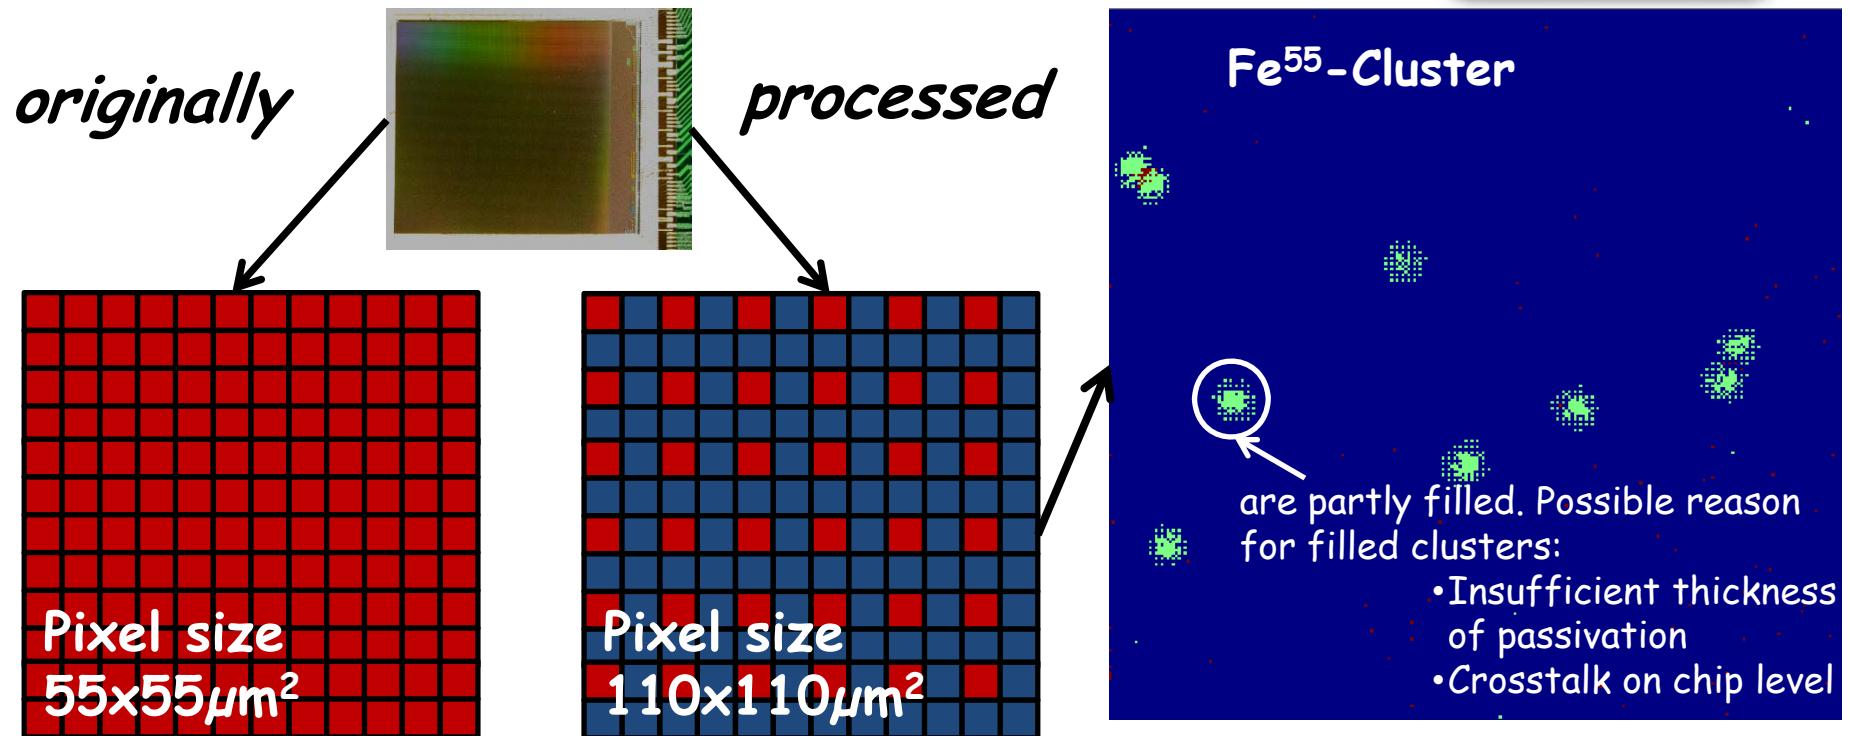 originally
processed
Pixel size
55x55µm²
Pixel size
110x110µm²
Fe⁵⁵-Cluster
are partly filled. Possible reason
for filled clusters:
•Insufficient thickness
of passivation
•Crosstalk on chip level